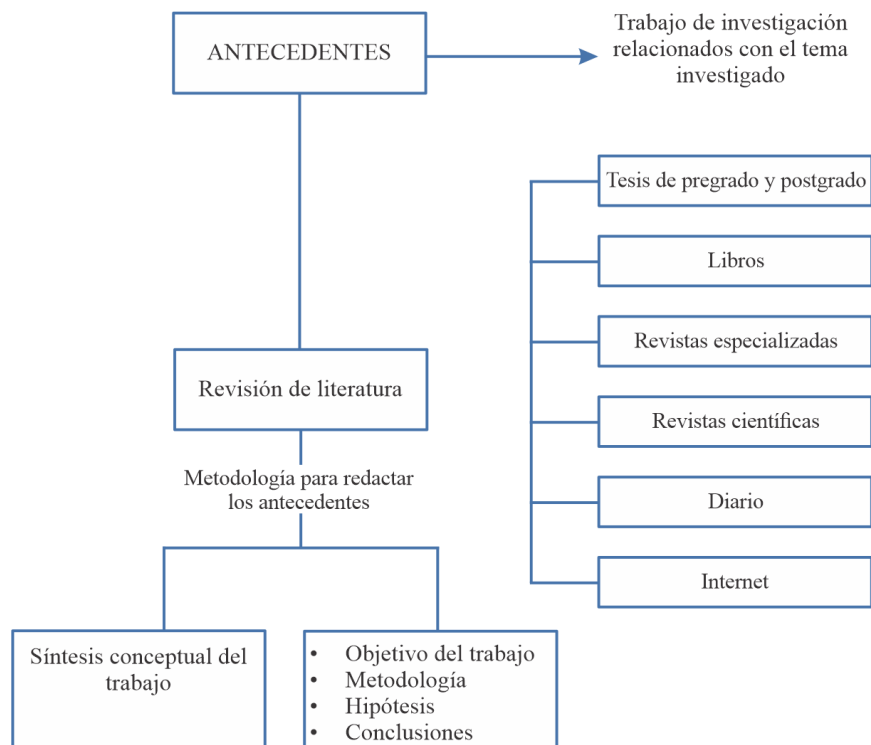 ANTECEDENTES
Trabajo de investigación
relacionados con el tema
investigado
Tesis de pregrado y postgrado
Libros
Revistas especializadas
Revistas científicas
Diario
Internet
Revisión de literatura
Metodología para redactar
los antecedentes
Síntesis conceptual del
trabajo
• Objetivo del trabajo
• Metodología
• Hipótesis
• Conclusiones